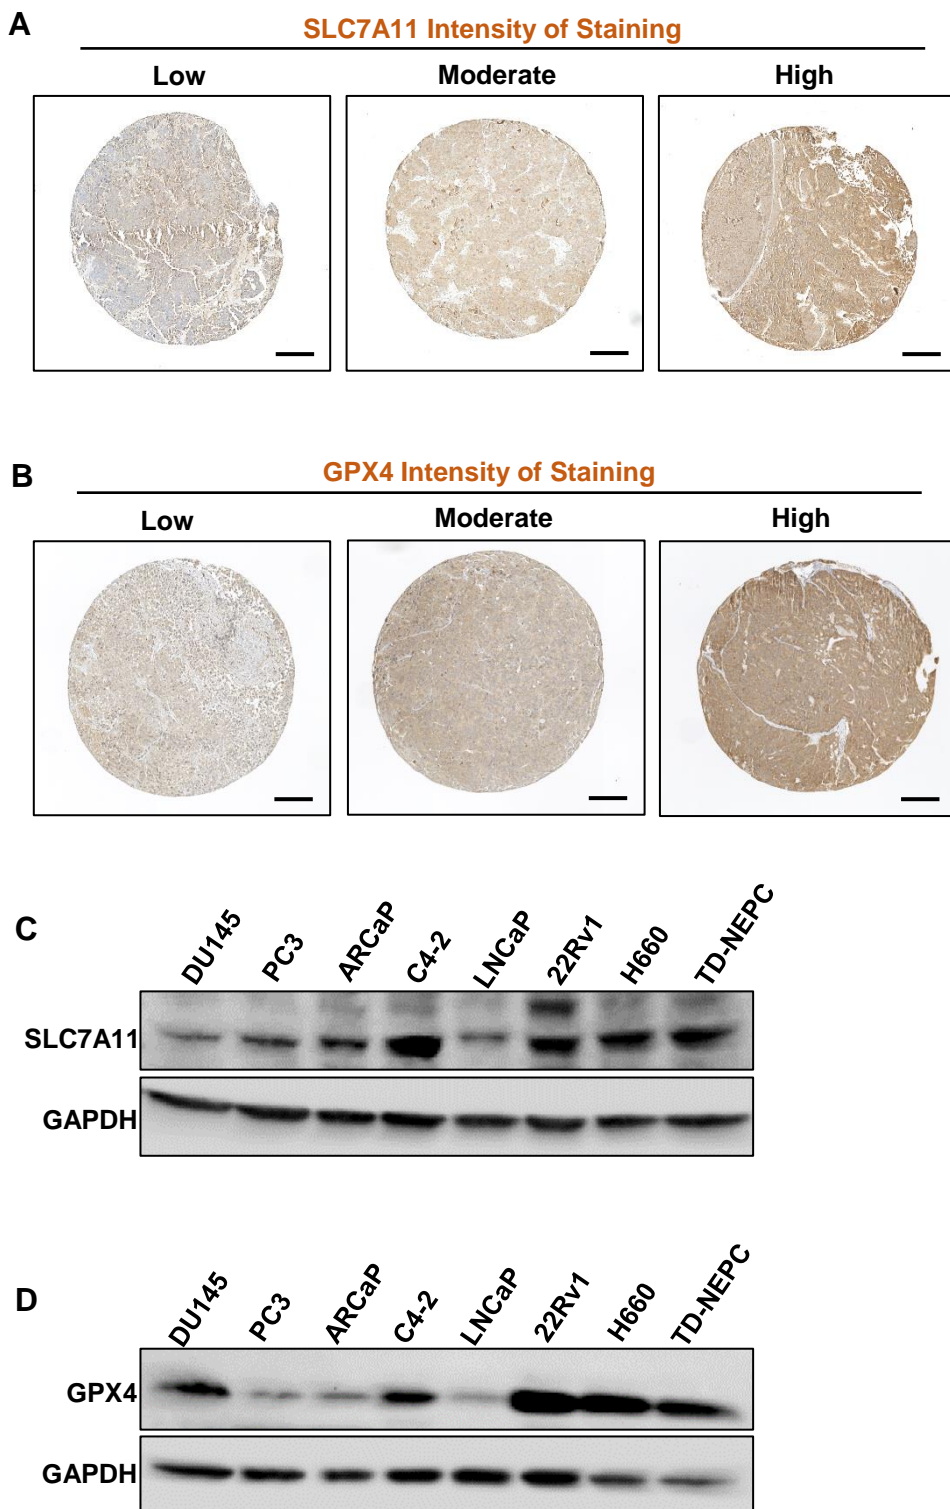 A
SLC7A11 Intensity of Staining
Low Moderate High
B
GPX4 Intensity of Staining
Low Moderate High
C
DU145 PC3 ARCaP C4-2 LNCaP 22Rv1 H660 TD-NEPC
SLC7A11
GAPDH
D
DU145 PC3 ARCaP C4-2 LNCaP 22Rv1 H660 TD-NEPC
GPX4
GAPDH